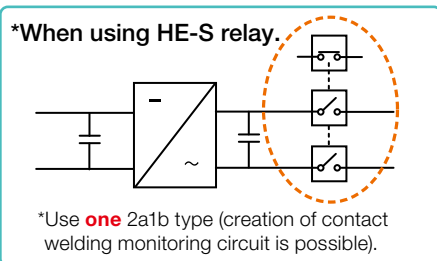 *When using HE-S relay.
*Use one 2a1b type (creation of contact
welding monitoring circuit is possible).